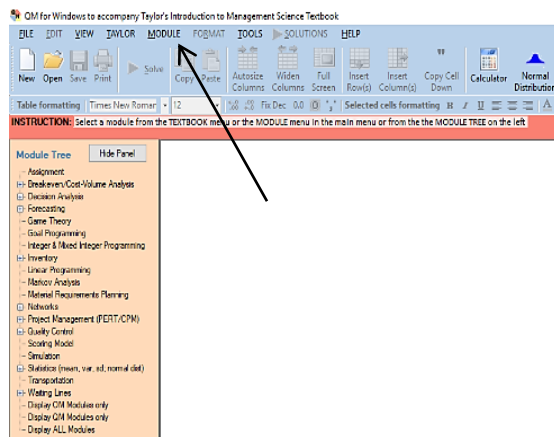 QM for Windows to accompany Taylor's Introduction to Management Science Textbook
FILE EDIT VIEW TAYLOR MODULE FORMAT TOOLS SOLUTIONS HELP
New Open Save Print Solve Copy Paste Autosize Columns Widen Columns Full Screen Insert Row(s) Insert Column(s) Copy Cell Down Calculator Normal Distribution
Table formatting Times New Roman 12 Fix Dec 0.0 Selected cells formatting B I U A
INSTRUCTION: Select a module from the TEXTBOOK menu or the MODULE menu in the main menu or from the the MODULE TREE on the left
Module Tree Hide Panel
Assignment
Breakeven/Cost-Volume Analysis
Decision Analysis
Forecasting
Game Theory
Goal Programming
Integer & Mixed Integer Programming
Inventory
Linear Programming
Markov Analysis
Material Requirements Planning
Networks
Project Management (PERT/CPM)
Quality Control
Scoring Model
Simulation
Statistics (mean, var, sd, normal dist)
Transportation
Waiting Lines
Display OM Modules only
Display QM Modules only
Display ALL Modules